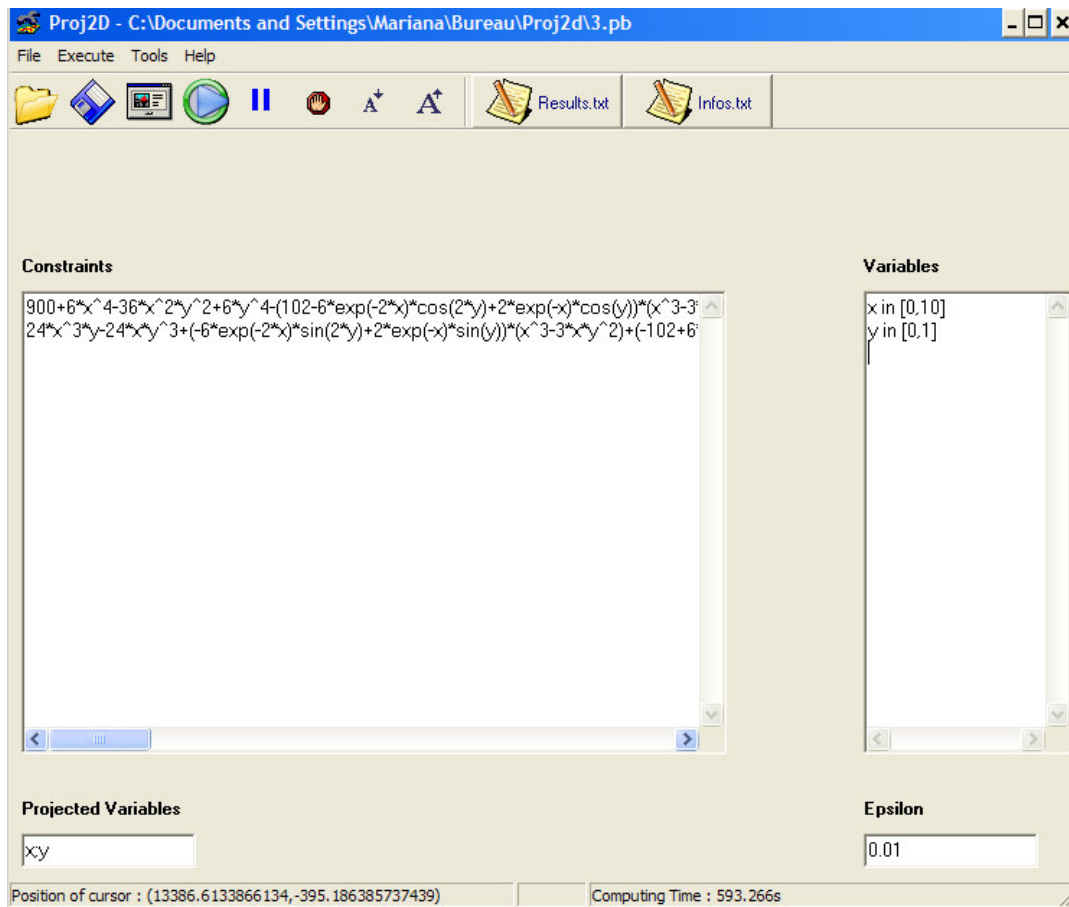 Proj2D - C:\Documents and Settings\Mariana\Bureau\Proj2d\3.pb
File Execute Tools Help
Results.txt Infos.txt
Constraints Variables
900+6*x^4-36*x^2*y^2+6*y^4-(102-6*exp(-2*x)*cos(2*y)+2*exp(-x)*cos(y))*(x^3-3*
24*x^3*y-24*x*y^3+(-6*exp(-2*x)*sin(2*y)+2*exp(-x)*sin(y))*(x^3-3*x*y^2)+(-102+6*
x in [0,10]
y in [0,1]
Projected Variables Epsilon
x;y 0.01
Position of cursor : (13386.6133866134,-395.186385737439) Computing Time : 593.266s